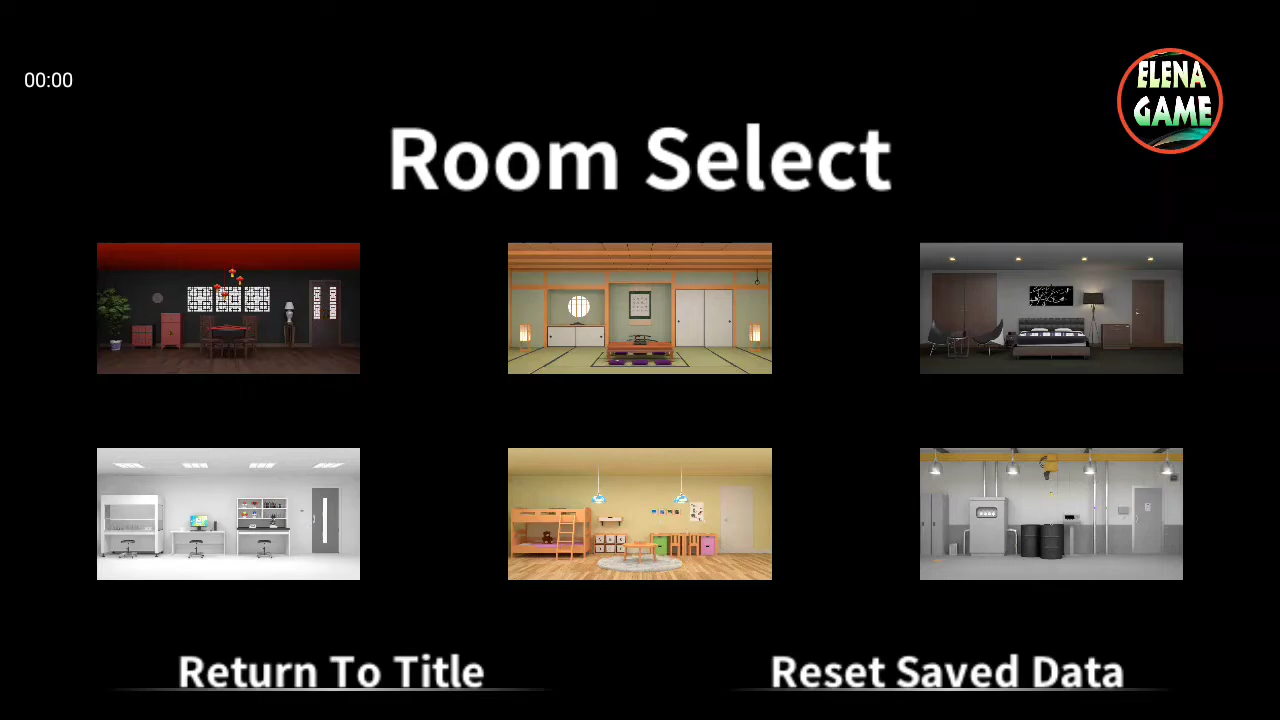 00:00
ELENA
GAME
Room Select
Return To Title
Reset Saved Data